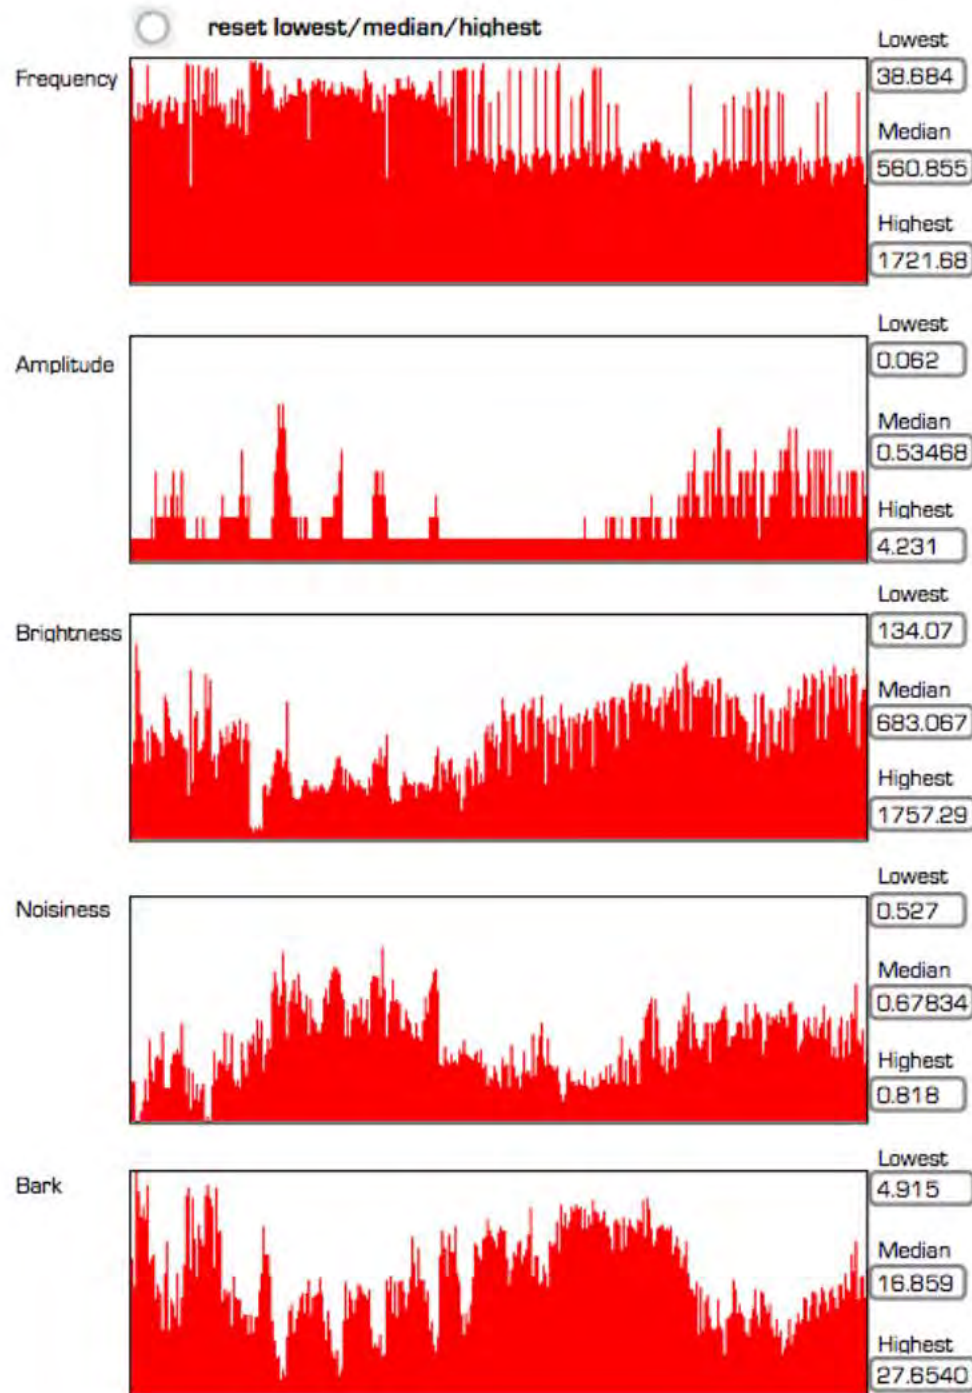 reset lowest/median/highest
Frequency
Lowest
38.684
Median
560.855
Highest
1721.68
Amplitude
Lowest
0.062
Median
0.53468
Highest
4.231
Brightness
Lowest
134.07
Median
683.067
Highest
1757.29
Noisiness
Lowest
0.527
Median
0.67834
Highest
0.818
Bark
Lowest
4.915
Median
16.859
Highest
27.6540